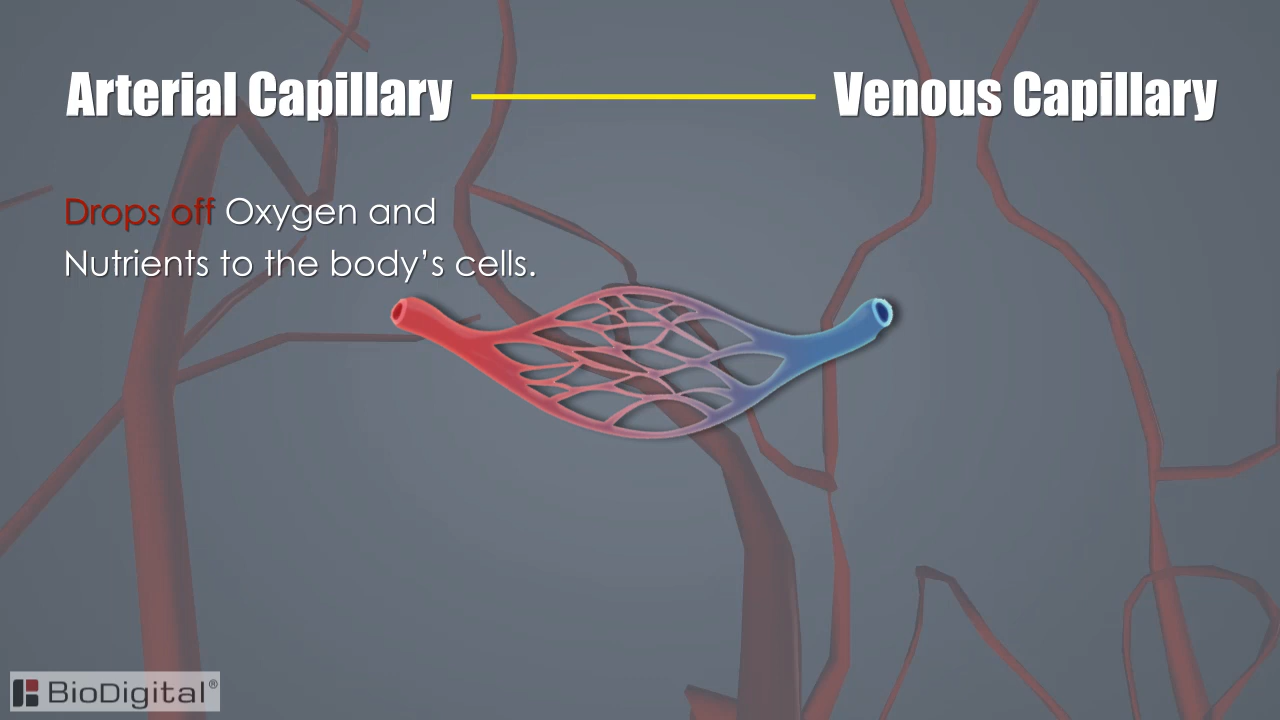 Arterial Capillary
Venous Capillary
Drops off Oxygen and
Nutrients to the body’s cells.
BioDigital®